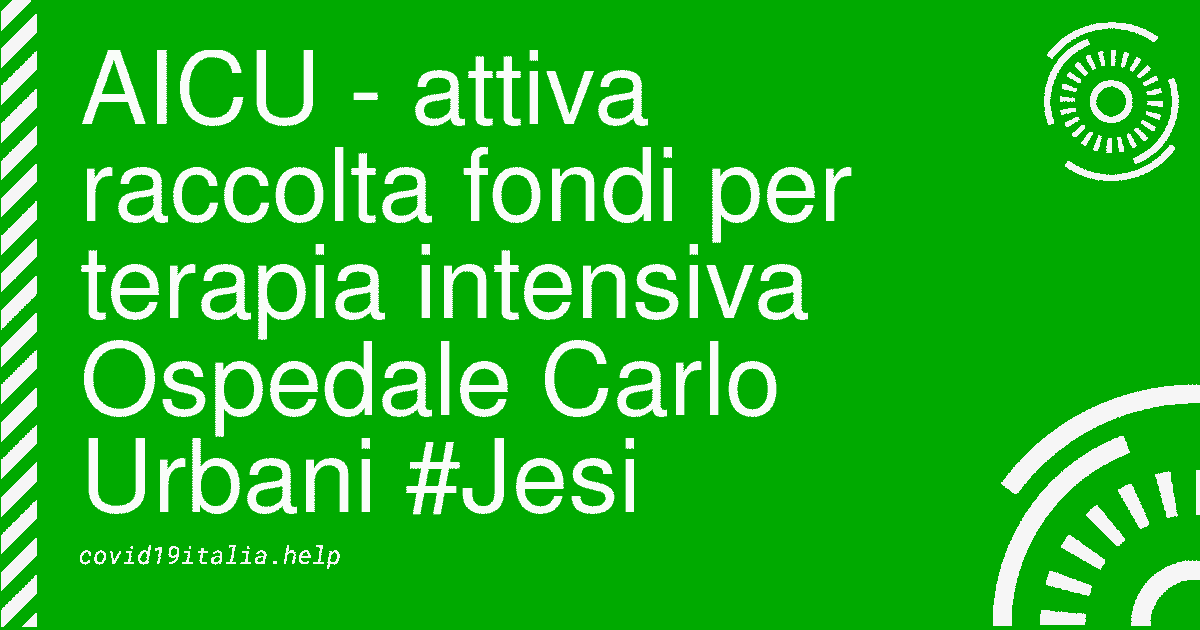 AICU - attiva
raccolta fondi per
terapia intensiva
Ospedale Carlo
Urbani #Jesi
covid19italia.help